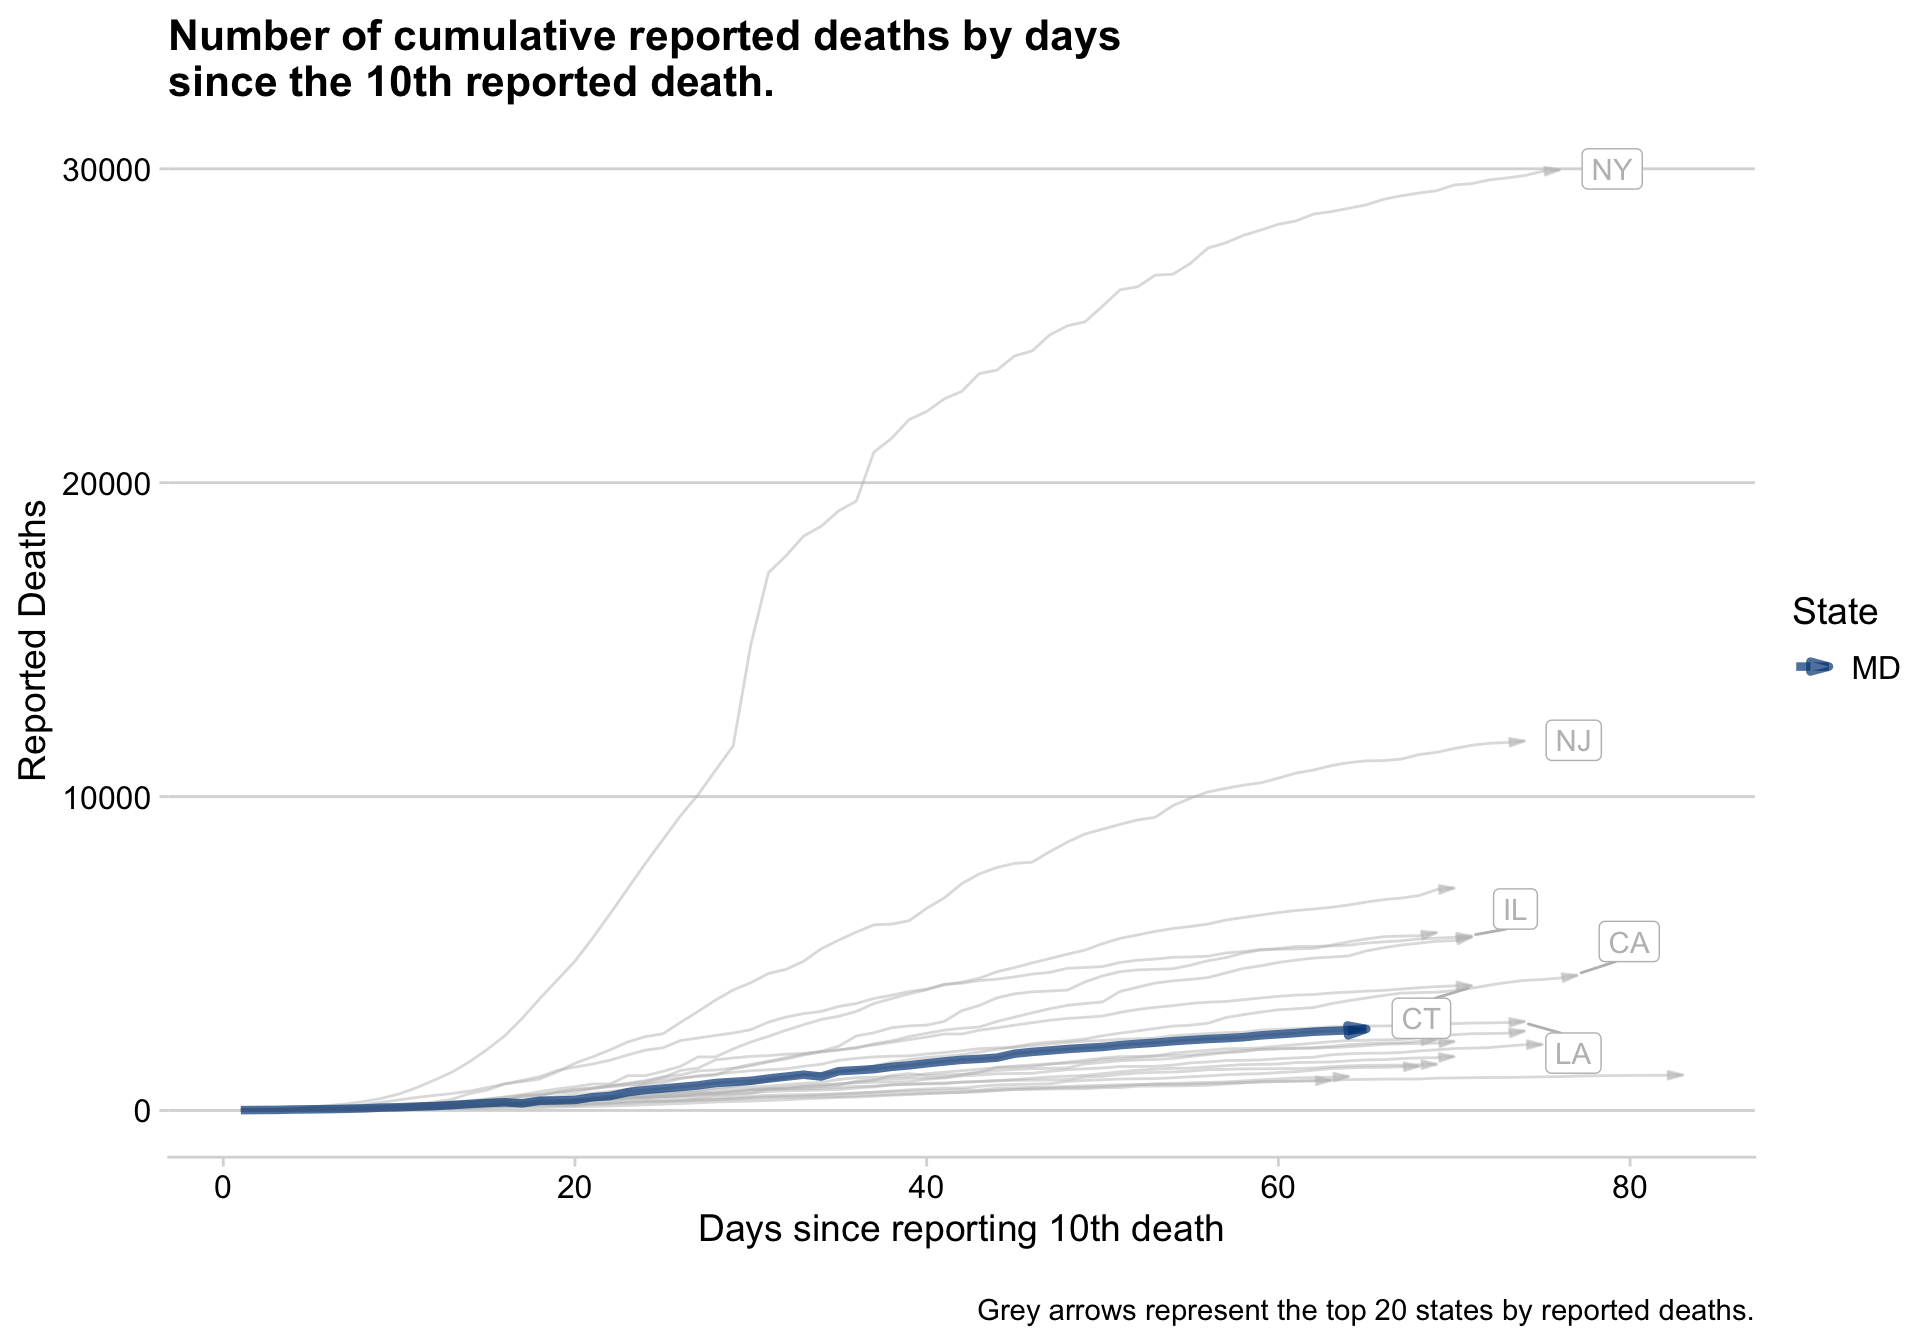 Number of cumulative reported deaths by days
since the 10th reported death.
30000
20000
10000
0
Reported Deaths
NY
NJ
IL
CA
CT
LA
State
MD
0 20 40 60 80
Days since reporting 10th death
Grey arrows represent the top 20 states by reported deaths.